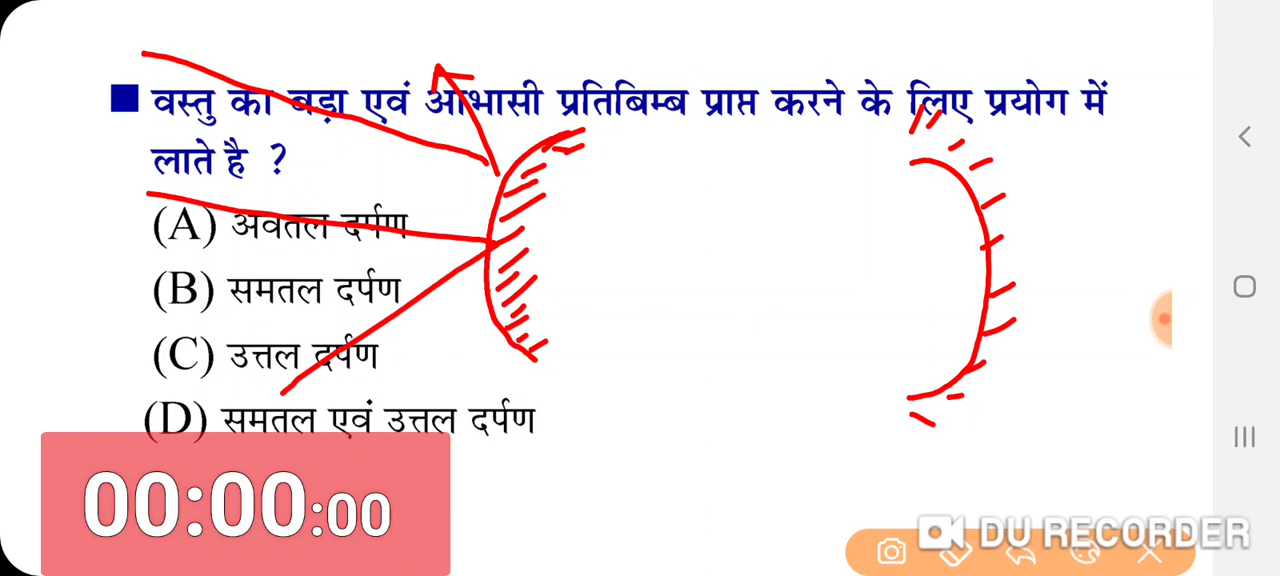 ■ वस्तु का बड़ा एवं आभासी प्रतिबिम्ब प्राप्त करने के लिए प्रयोग में
लाते है ?
(A) अवतल दर्पण
(B) समतल दर्पण
(C) उत्तल दर्पण
(D) समतल एवं उत्तल दर्पण
00:00:00
DU RECORDER